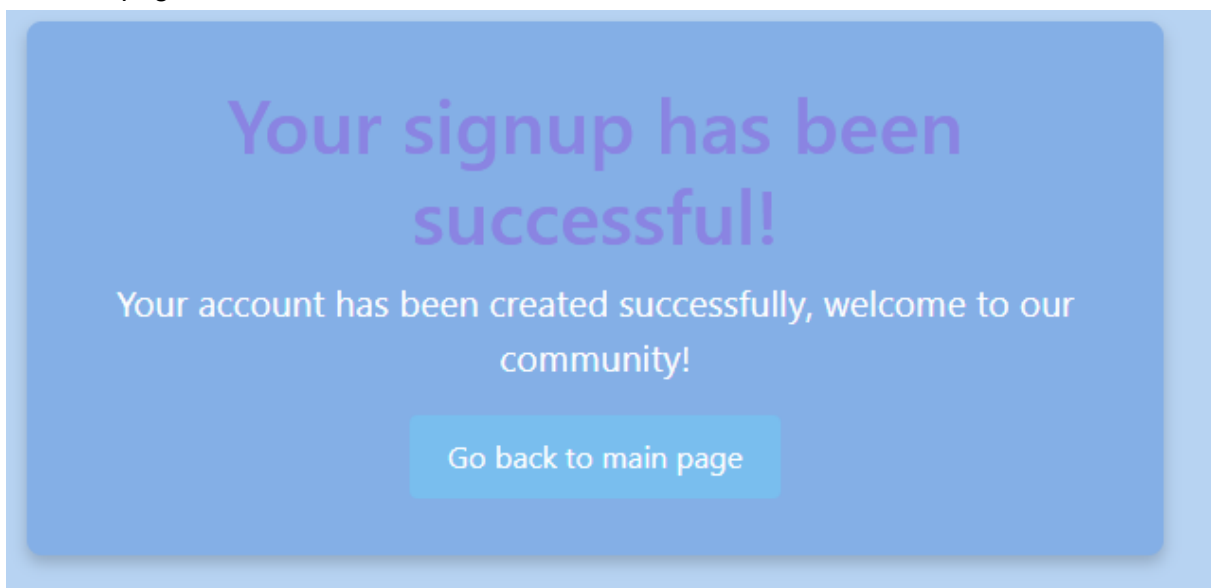 Your signup has been
successful!
Your account has been created successfully, welcome to our
community!
Go back to main page